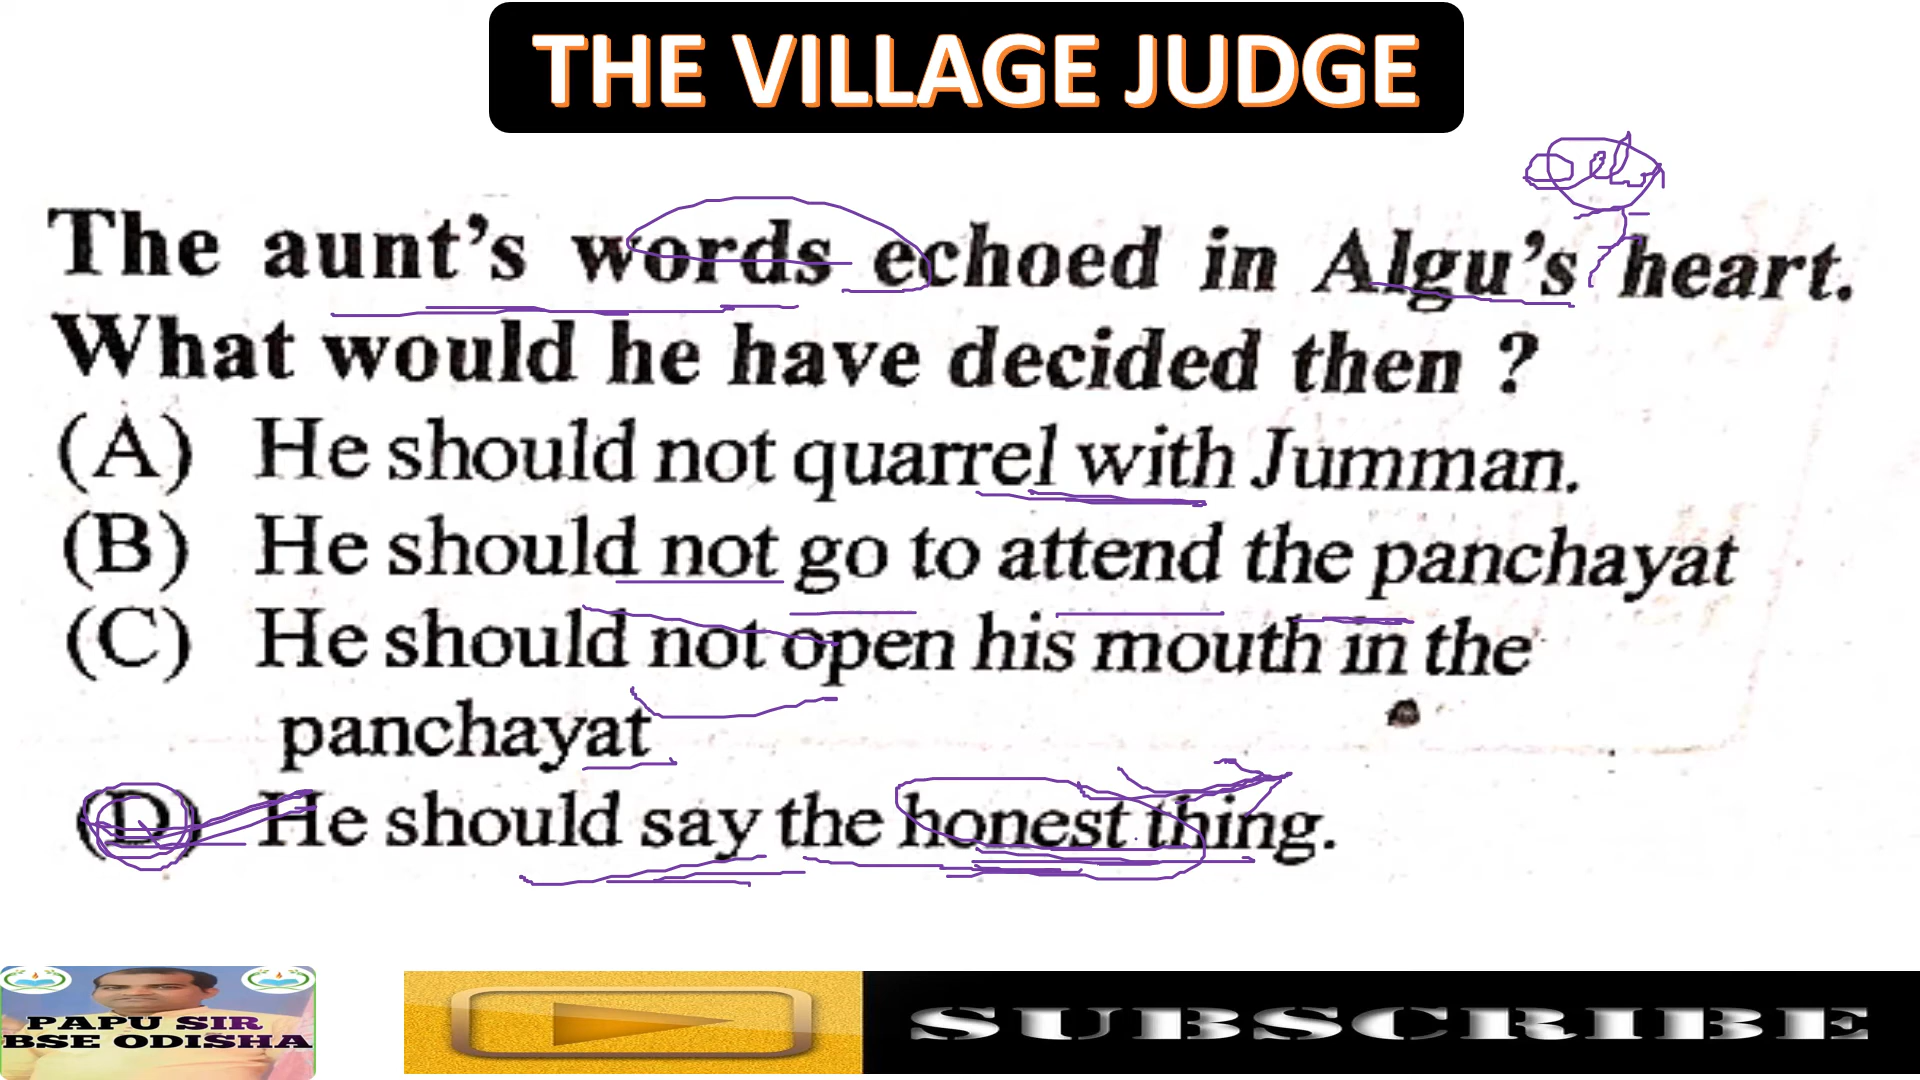 THE VILLAGE JUDGE
The aunt's words echoed in Algu's heart.
What would he have decided then ?
(A) He should not quarrel with Jumman.
(B) He should not go to attend the panchayat
(C) He should not open his mouth in the
panchayat
(D) He should say the honest thing.
PAPU SIR
BSE ODISHA
SUBSCRIBE